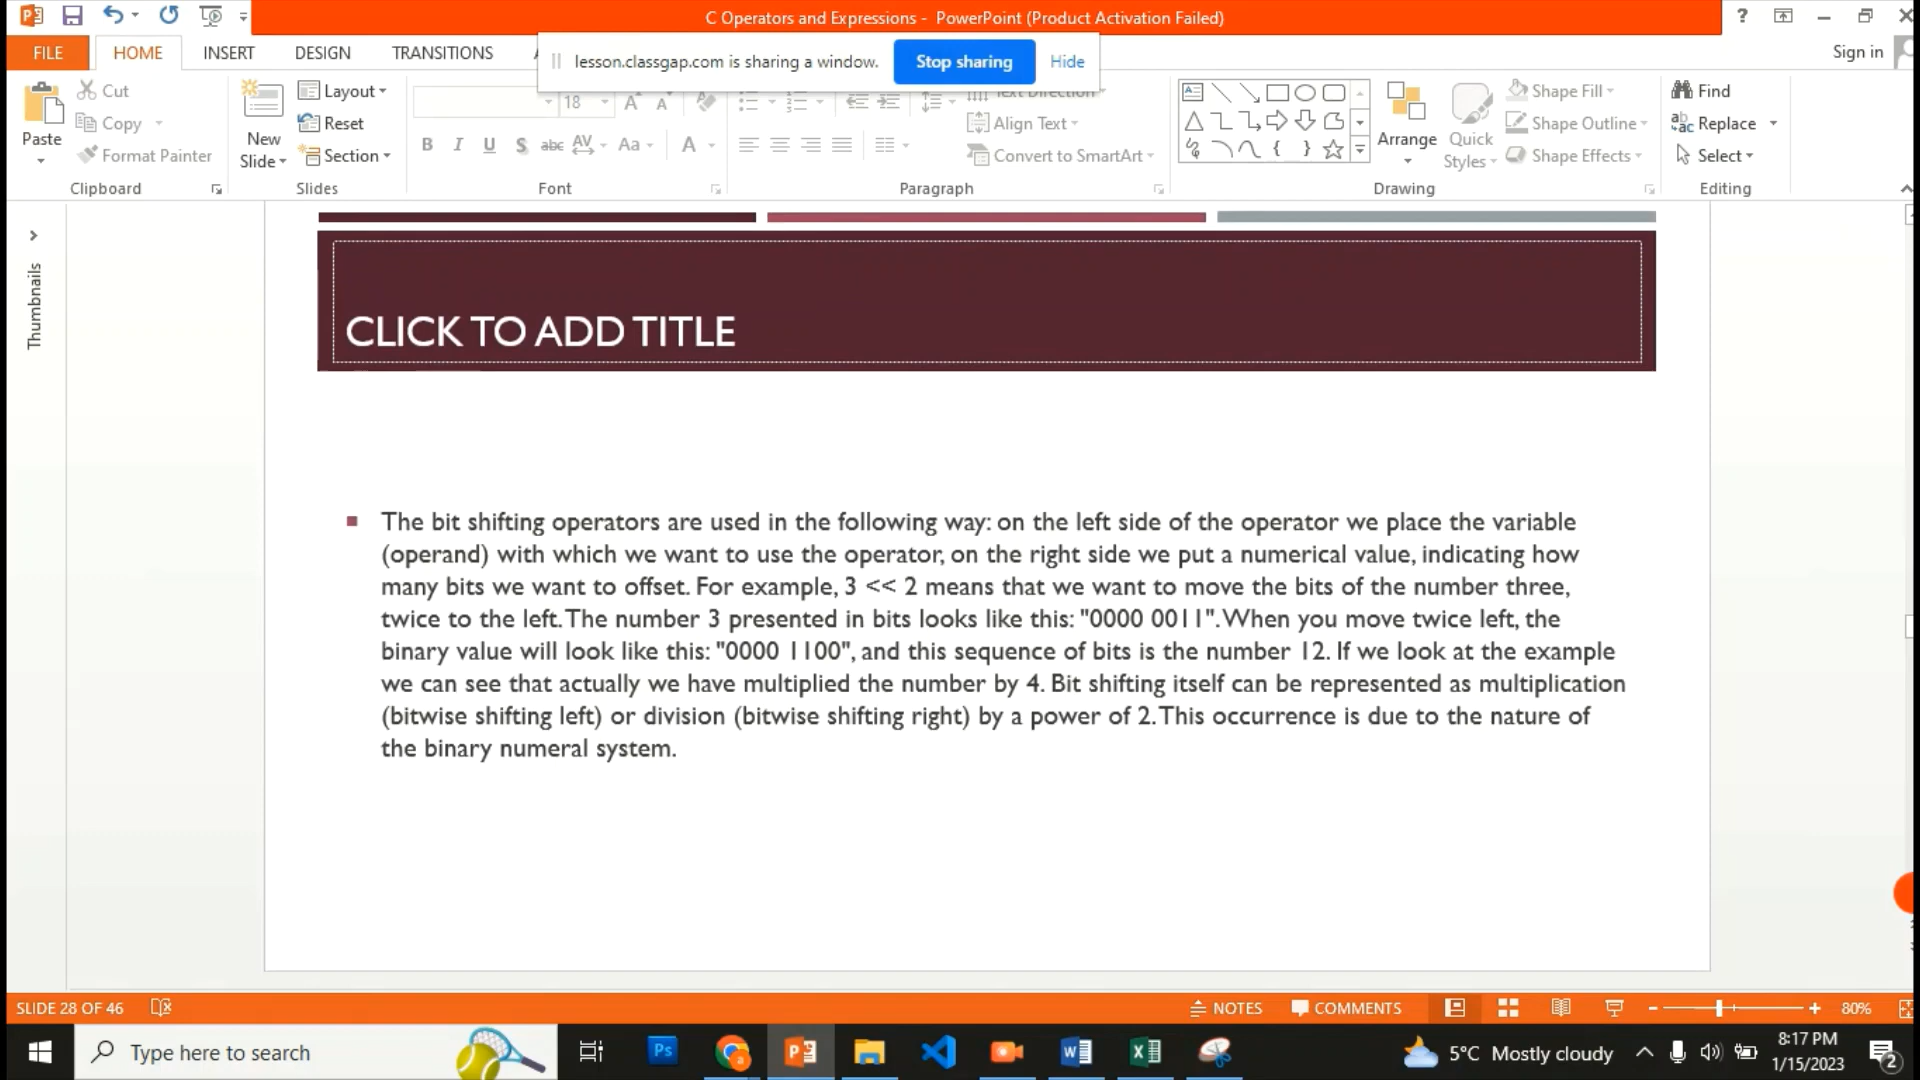 C Operators and Expressions - PowerPoint (Product Activation Failed)
?
FILE HOME INSERT DESIGN TRANSITIONS
lesson.classgap.com is sharing a window. Stop sharing Hide
Sign in
Paste
Cut
Copy
Format Painter
Clipboard
New Slide
Layout
Reset
Section
Slides
18
B I U S abc AV Aa A
Font
Text Direction
Align Text
Convert to SmartArt
Paragraph
Arrange
Quick Styles
Shape Fill
Shape Outline
Shape Effects
Drawing
Find
Replace
Select
Editing
Thumbnails
CLICK TO ADD TITLE
The bit shifting operators are used in the following way: on the left side of the operator we place the variable
(operand) with which we want to use the operator, on the right side we put a numerical value, indicating how
many bits we want to offset. For example, 3 << 2 means that we want to move the bits of the number three,
twice to the left. The number 3 presented in bits looks like this: "0000 0011". When you move twice left, the
binary value will look like this: "0000 1100", and this sequence of bits is the number 12. If we look at the example
we can see that actually we have multiplied the number by 4. Bit shifting itself can be represented as multiplication
(bitwise shifting left) or division (bitwise shifting right) by a power of 2. This occurrence is due to the nature of
the binary numeral system.
SLIDE 28 OF 46
NOTES COMMENTS 80%
Type here to search
Ps
5°C Mostly cloudy
8:17 PM
1/15/2023
2